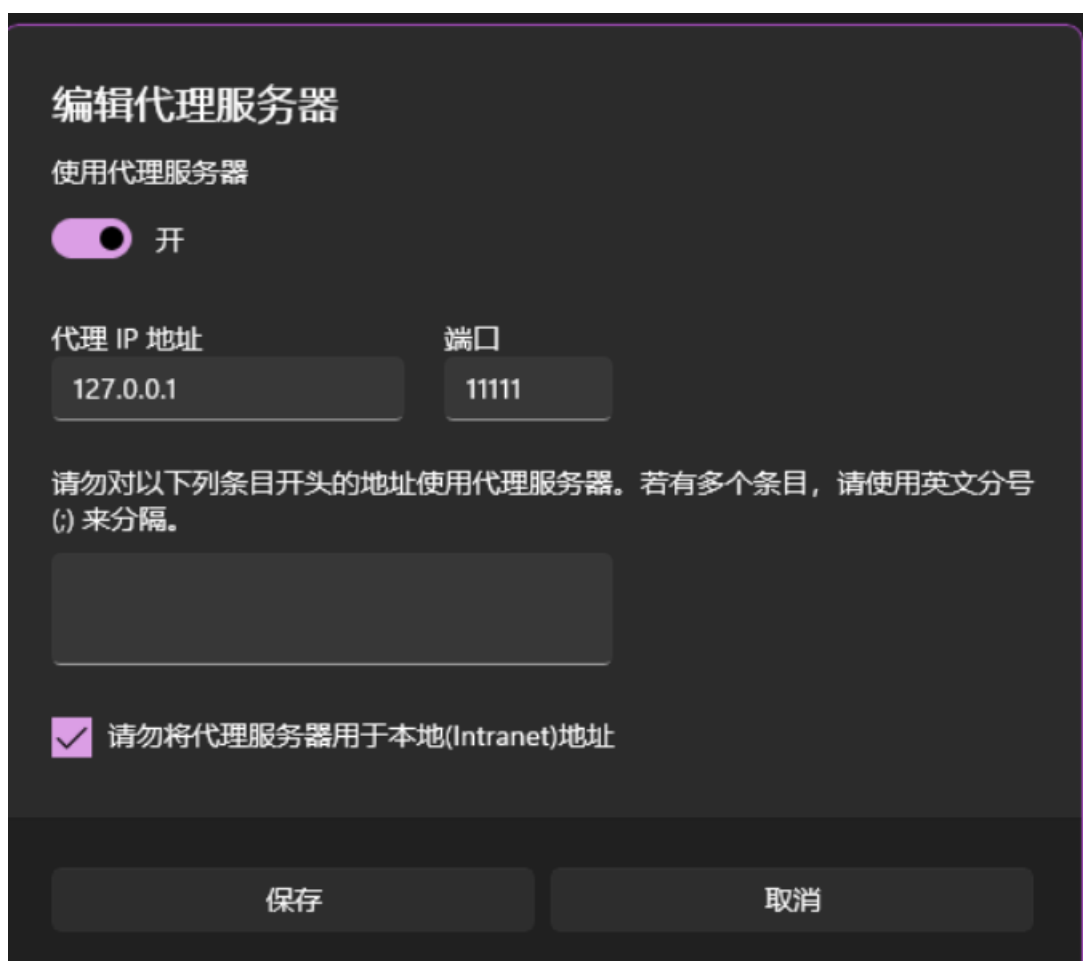 编辑代理服务器
使用代理服务器
开
代理 IP 地址 端口
127.0.0.1 11111
请勿对以下列条目开头的地址使用代理服务器。若有多个条目，请使用英文分号
(;) 来分隔。
请勿将代理服务器用于本地(Intranet)地址
保存 取消